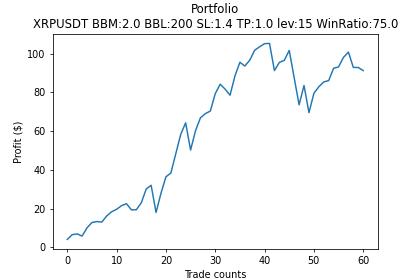 Portfolio
XRPUSDT BBM:2.0 BBL:200 SL:1.4 TP:1.0 lev:15 WinRatio:75.0
100
80
60
40
20
0
Profit ($)
0 10 20 30 40 50 60
Trade counts